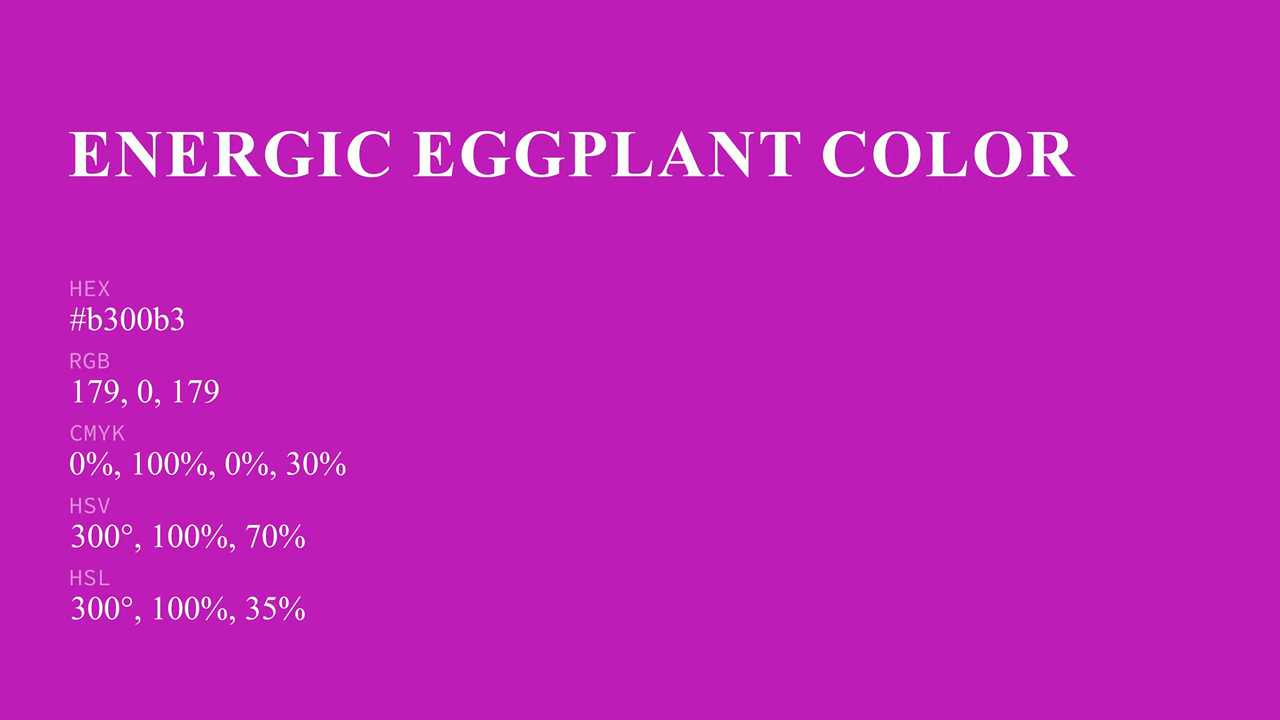 ENERGIC EGGPLANT COLOR
HEX
#b300b3
RGB
179, 0, 179
CMYK
0%, 100%, 0%, 30%
HSV
300°, 100%, 70%
HSL
300°, 100%, 35%